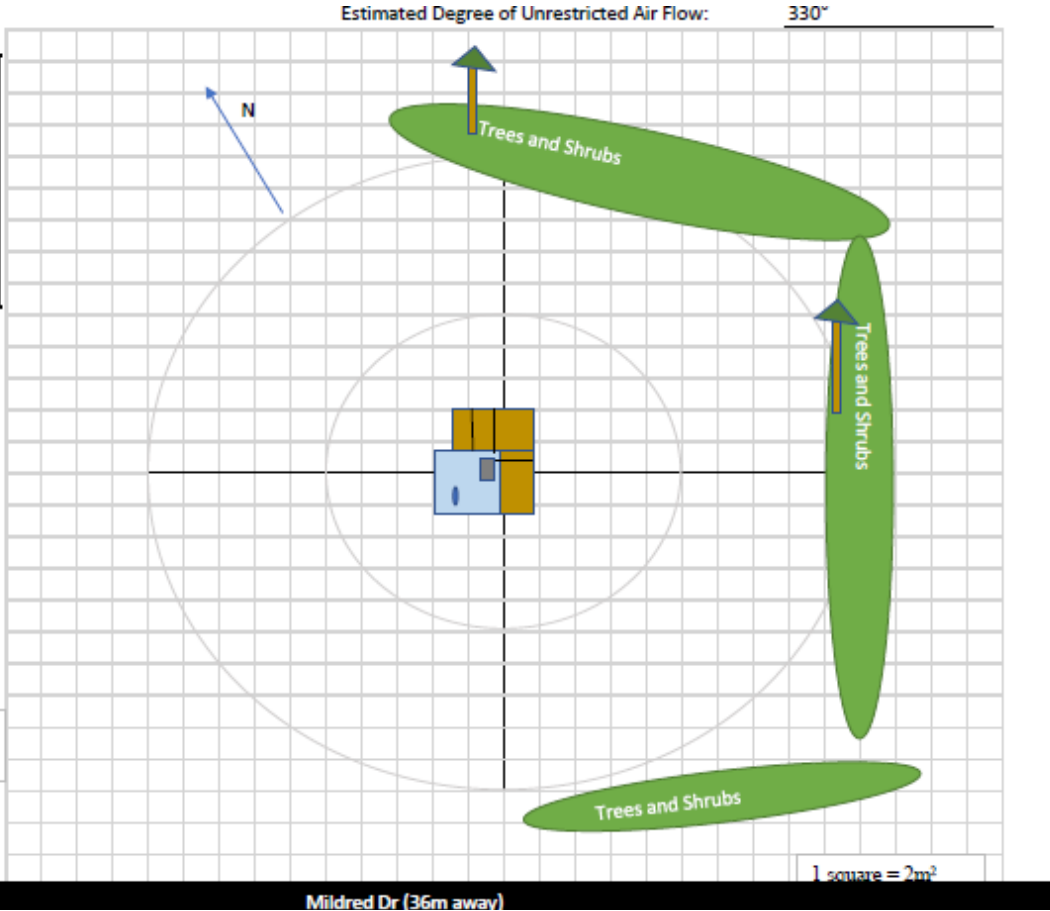 Estimated Degree of Unrestricted Air Flow: 330˘
N
Trees and Shrubs
Trees and Shrubs
Trees and Shrubs
1 square = 2m²
Mildred Dr (36m away)